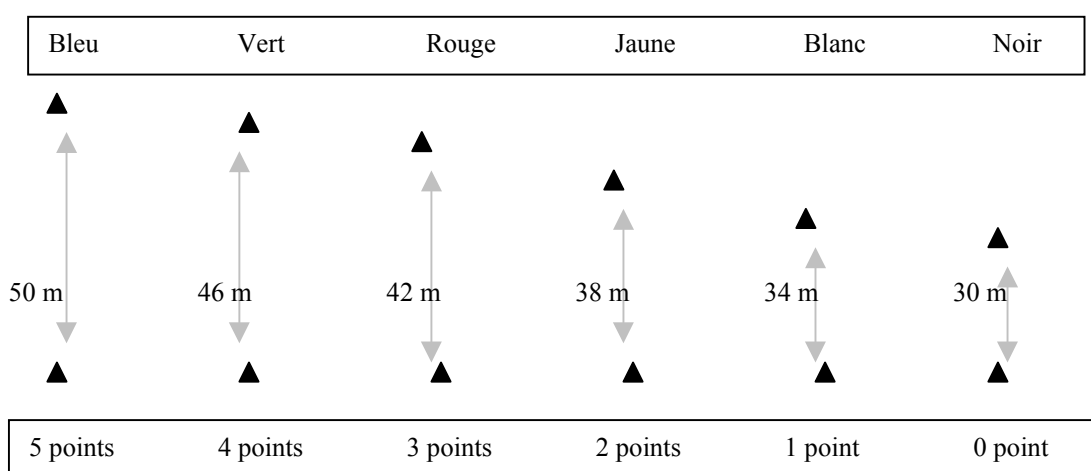 Bleu Vert Rouge Jaune Blanc Noir
50 m 46 m 42 m 38 m 34 m 30 m
5 points 4 points 3 points 2 points 1 point 0 point